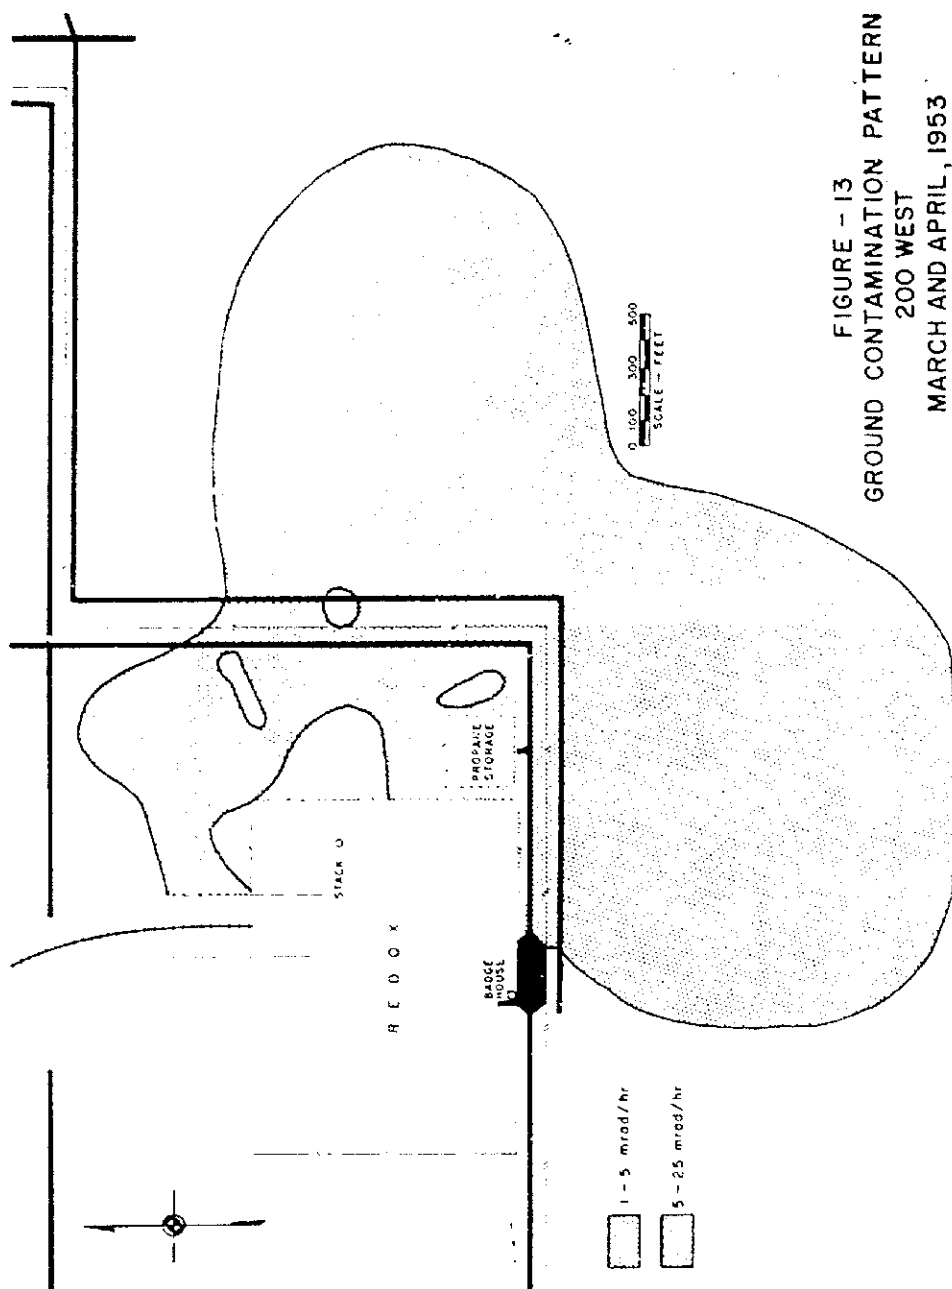 STACK
R E D O X
BADGE
HOUSE
PROPANE
STORAGE
0 100 300 500
SCALE - FEET
1 - 5 mrad/hr
5 - 25 mrad/hr
FIGURE - 13
GROUND CONTAMINATION PATTERN
200 WEST
MARCH AND APRIL, 1953